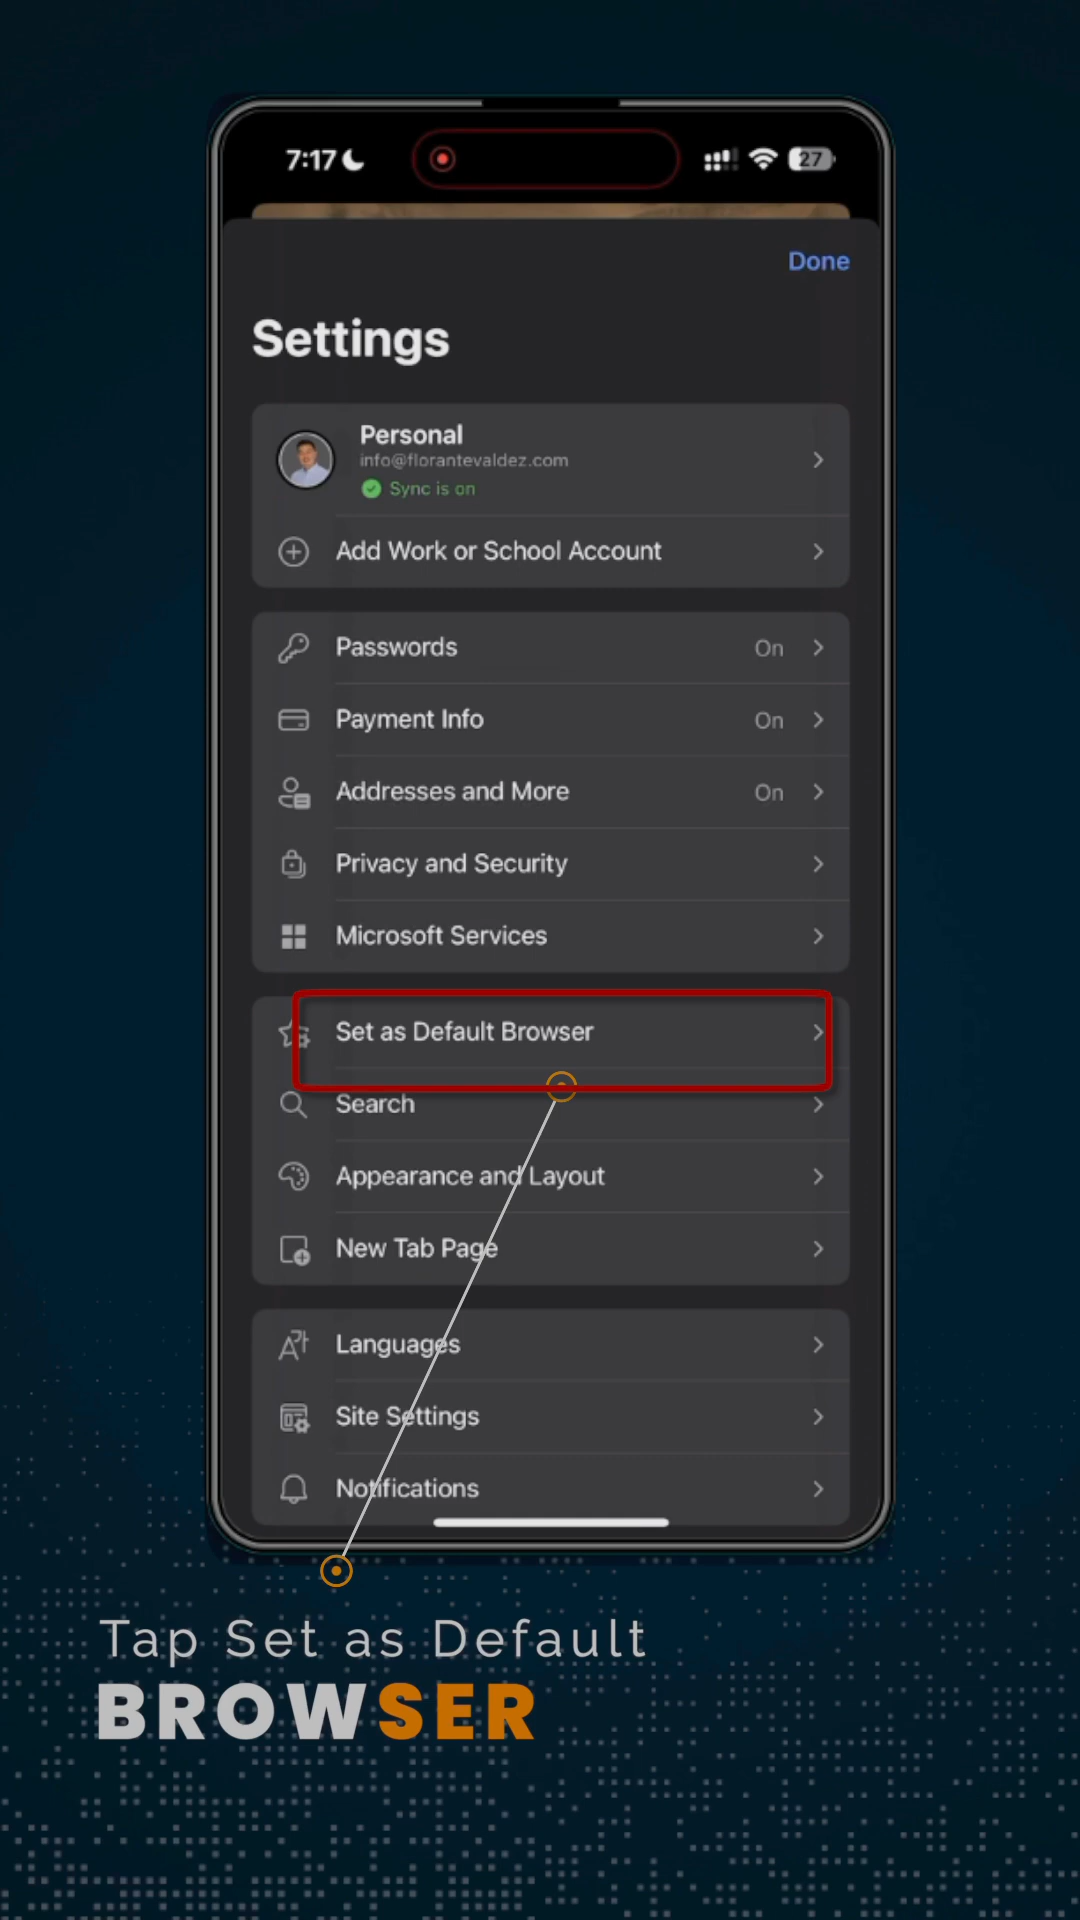 7:17
27
Done
Settings
Personal
info@florantevaldez.com
Sync is on
Add Work or School Account
Passwords On
Payment Info On
Addresses and More On
Privacy and Security
Microsoft Services
Set as Default Browser
Search
Appearance and Layout
New Tab Page
Languages
Site Settings
Notifications
Tap Set as Default
BROWSER